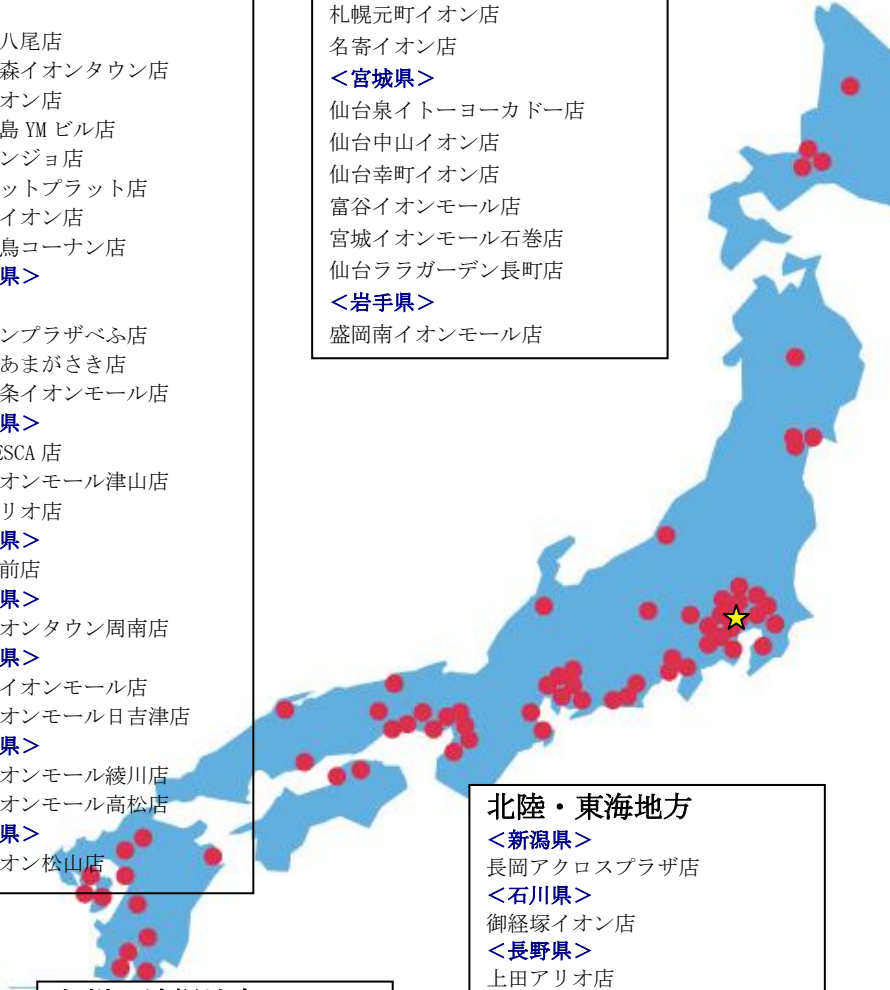 八尾店
森イオンタウン店
オン店
島 YM ビル店
ンジョ店
ットプラット店
イオン店
鳥コーナン店
県＞
ンプラザべふ店
あまがさき店
条イオンモール店
県＞
ESCA 店
オンモール津山店
リオ店
県＞
前店
県＞
オンタウン周南店
県＞
イオンモール店
オンモール日吉津店
県＞
オンモール綾川店
オンモール高松店
県＞
オン松山店
札幌元町イオン店
名寄イオン店
＜宮城県＞
仙台泉イトーヨーカドー店
仙台中山イオン店
仙台幸町イオン店
富谷イオンモール店
宮城イオンモール石巻店
仙台ララガーデン長町店
＜岩手県＞
盛岡南イオンモール店
北陸・東海地方
＜新潟県＞
長岡アクロスプラザ店
＜石川県＞
御経塚イオン店
＜長野県＞
上田アリオ店